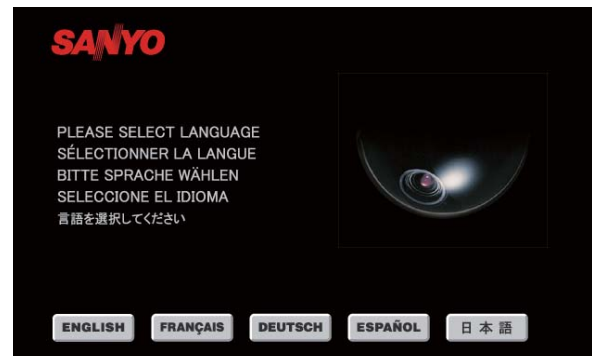 SANYO
PLEASE SELECT LANGUAGE
SÉLECTIONNER LA LANGUE
BITTE SPRACHE WÄHLEN
SELECCIONE EL IDIOMA
言語を選択してください
ENGLISH FRANÇAIS DEUTSCH ESPAÑOL 日本語